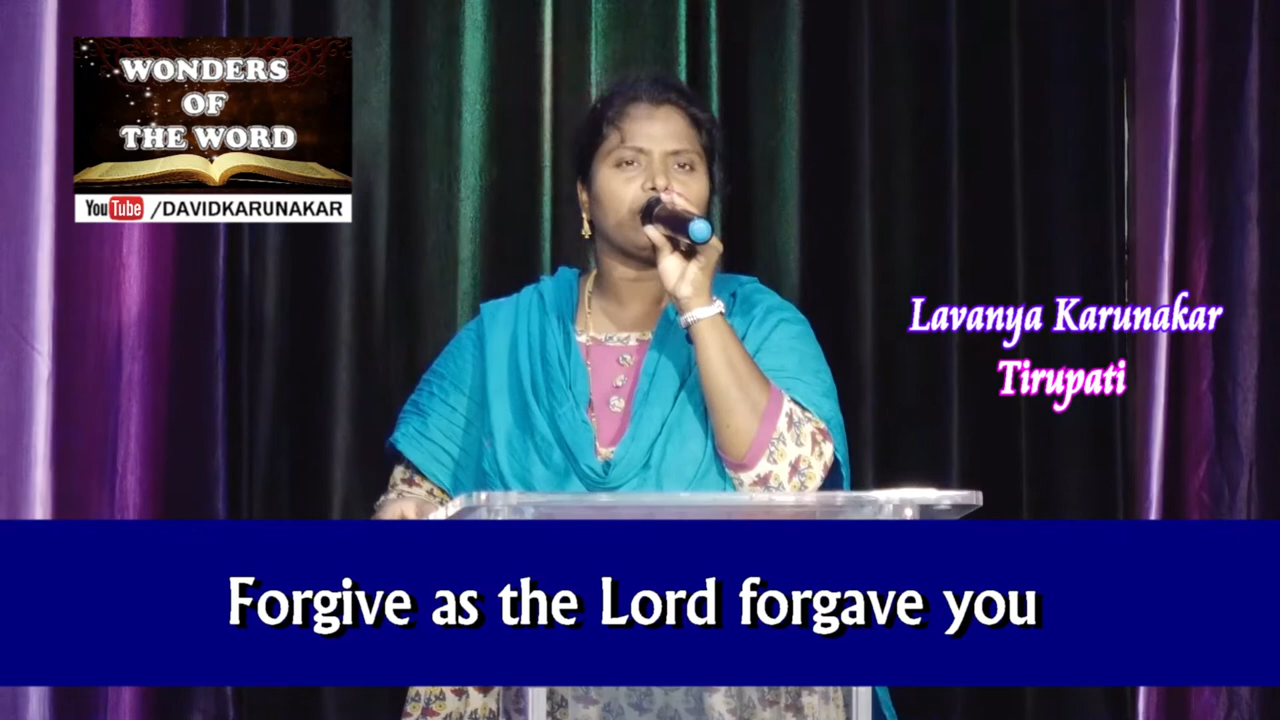 WONDERS
OF
THE WORD
YouTube /DAVIDKARUNAKAR
Lavanya Karunakar
Tirupati
Forgive as the Lord forgave you